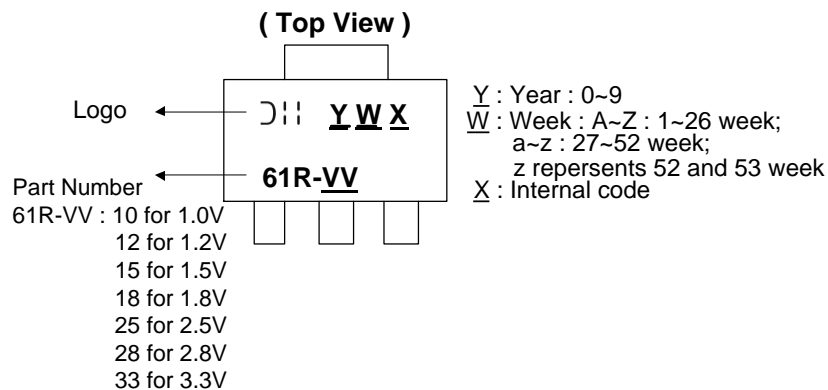 ( Top View )
Logo
Y W X
61R-VV
Y : Year : 0~9
W : Week : A~Z : 1~26 week;
a~z : 27~52 week;
z repersents 52 and 53 week
X : Internal code
Part Number
61R-VV : 10 for 1.0V
12 for 1.2V
15 for 1.5V
18 for 1.8V
25 for 2.5V
28 for 2.8V
33 for 3.3V